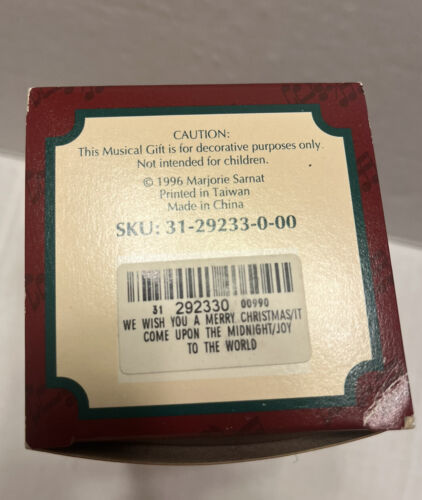 CAUTION:
This Musical Gift is for decorative purposes only.
Not intended for children.
© 1996 Marjorie Sarnat
Printed in Taiwan
Made in China
SKU: 31-29233-0-00
31 292330 00990
WE WISH YOU A MERRY CHRISTMAS/IT
COME UPON THE MIDNIGHT/JOY
TO THE WORLD